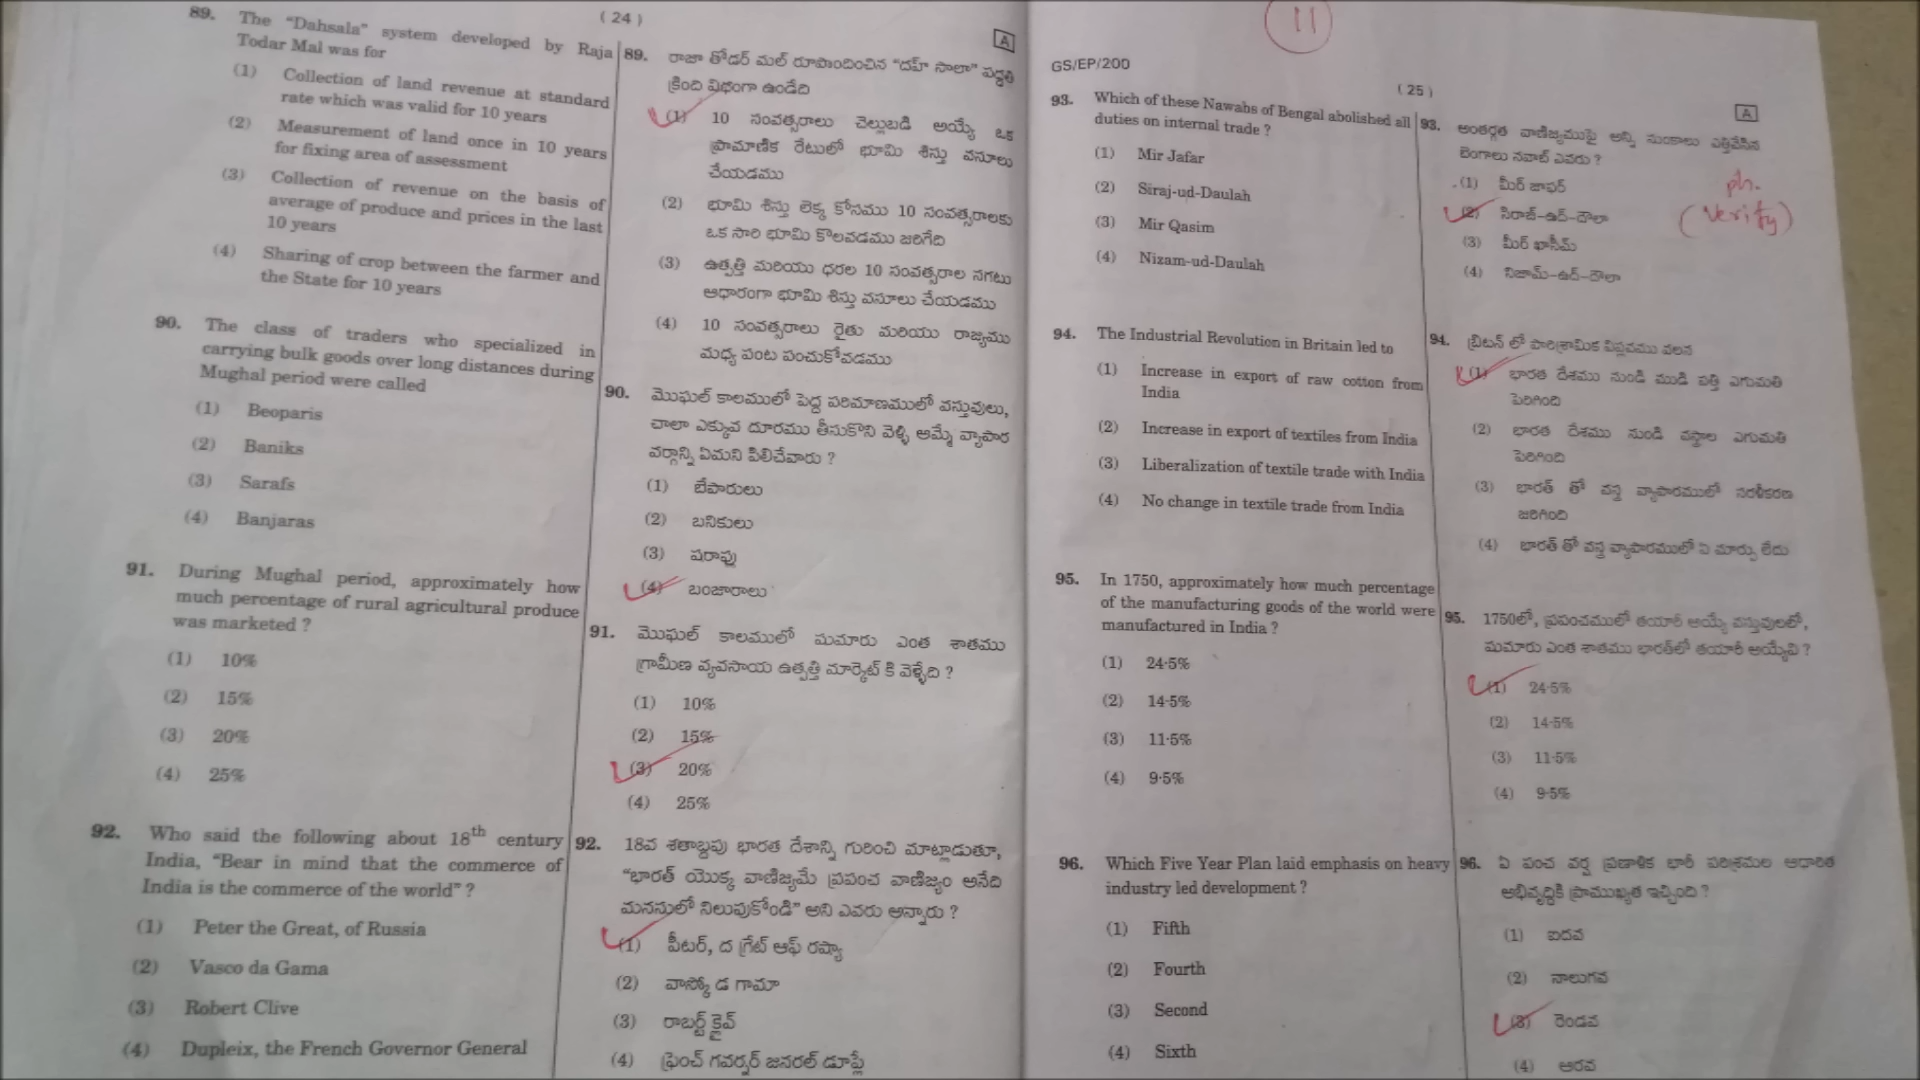 ( 24 )
A
89. The “Dahsala” system developed by Raja
Todar Mal was for
(1) Collection of land revenue at standard
rate which was valid for 10 years
(2) Measurement of land once in 10 years
for fixing area of assessment
(3) Collection of revenue on the basis of
average of produce and prices in the last
10 years
(4) Sharing of crop between the farmer and
the State for 10 years
90. The class of traders who specialized in
carrying bulk goods over long distances during
Mughal period were called
(1) Beoparis
(2) Baniks
(3) Sarafs
(4) Banjaras
91. During Mughal period, approximately how
much percentage of rural agricultural produce
was marketed ?
(1) 10%
(2) 15%
(3) 20%
(4) 25%
92. Who said the following about 18th century
India, “Bear in mind that the commerce of
India is the commerce of the world” ?
(1) Peter the Great, of Russia
(2) Vasco da Gama
(3) Robert Clive
(4) Dupleix, the French Governor General
89. రాజా తోడర్ మల్ రూపొందించిన “దహ్ సాలా” పద్ధతి
క్రింది విధంగా ఉండేది
(1) 10 సంవత్సరాలు చెల్లుబడి అయ్యే ఒక
ప్రామాణిక రేటులో భూమి శిస్తు వసూలు
చేయడము
(2) భూమి శిస్తు లెక్క కోసము 10 సంవత్సరాలకు
ఒక సారి భూమి కొలవడము జరిగేది
(3) ఉత్పత్తి మరియు ధరల 10 సంవత్సరాల సగటు
ఆధారంగా భూమి శిస్తు వసూలు చేయడము
(4) 10 సంవత్సరాలు రైతు మరియు రాజ్యము
మధ్య పంట పంచుకోవడము
90. మొఘల్ కాలములో పెద్ద పరిమాణములో వస్తువులు,
చాలా ఎక్కువ దూరము తీసుకొని వెళ్ళి అమ్మే వ్యాపార
వర్గాన్ని ఏమని పిలిచేవారు ?
(1) బేపారులు
(2) బనికులు
(3) షరాఫు
(4) బంజారాలు
91. మొఘల్ కాలములో సుమారు ఎంత శాతము
గ్రామీణ వ్యవసాయ ఉత్పత్తి మార్కెట్ కి వెళ్ళేది ?
(1) 10%
(2) 15%
(3) 20%
(4) 25%
92. 18వ శతాబ్దపు భారత దేశాన్ని గురించి మాట్లాడుతూ,
“భారత్ యొక్క వాణిజ్యమే ప్రపంచ వాణిజ్యం అనేది
మనసులో నిలుపుకోండి” అని ఎవరు అన్నారు ?
(1) పీటర్, ద గ్రేట్ ఆఫ్ రష్యా
(2) వాస్కో డ గామా
(3) రాబర్ట్ క్లైవ్
(4) ఫ్రెంచ్ గవర్నర్ జనరల్ డూప్లే
11
GS/EP/200
( 25 )
A
93. Which of these Nawabs of Bengal abolished all
duties on internal trade ?
(1) Mir Jafar
(2) Siraj-ud-Daulah
(3) Mir Qasim
(4) Nizam-ud-Daulah
94. The Industrial Revolution in Britain led to
(1) Increase in export of raw cotton from
India
(2) Increase in export of textiles from India
(3) Liberalization of textile trade with India
(4) No change in textile trade from India
95. In 1750, approximately how much percentage
of the manufacturing goods of the world were
manufactured in India ?
(1) 24·5%
(2) 14·5%
(3) 11·5%
(4) 9·5%
96. Which Five Year Plan laid emphasis on heavy
industry led development ?
(1) Fifth
(2) Fourth
(3) Second
(4) Sixth
93. అంతర్గత వాణిజ్యముపై అన్ని సుంకాలు ఎత్తివేసిన
బెంగాలు నవాబ్ ఎవరు ?
(1) మీర్ జాఫర్
(2) సిరాజ్-ఉద్-దౌలా
(3) మీర్ ఖాసీమ్
(4) నిజామ్-ఉద్-దౌలా
ph.
(Verify)
94. బ్రిటన్ లో పారిశ్రామిక విప్లవము వలన
(1) భారత దేశము నుండి ముడి పత్తి ఎగుమతి
పెరిగింది
(2) భారత దేశము నుండి వస్త్రాల ఎగుమతి
పెరిగింది
(3) భారత్ తో వస్త్ర వ్యాపారములో సరళీకరణ
జరిగింది
(4) భారత్ తో వస్త్ర వ్యాపారములో ఏ మార్పు లేదు
95. 1750లో, ప్రపంచములో తయారీ అయ్యే వస్తువులలో,
సుమారు ఎంత శాతము భారత్‌లో తయారీ అయ్యేవి ?
(1) 24·5%
(2) 14·5%
(3) 11·5%
(4) 9·5%
96. ఏ పంచ వర్ష ప్రణాళిక భారీ పరిశ్రమల ఆధారిత
అభివృద్ధికి ప్రాముఖ్యత ఇచ్చింది ?
(1) ఐదవ
(2) నాలుగవ
(3) రెండవ
(4) ఆరవ